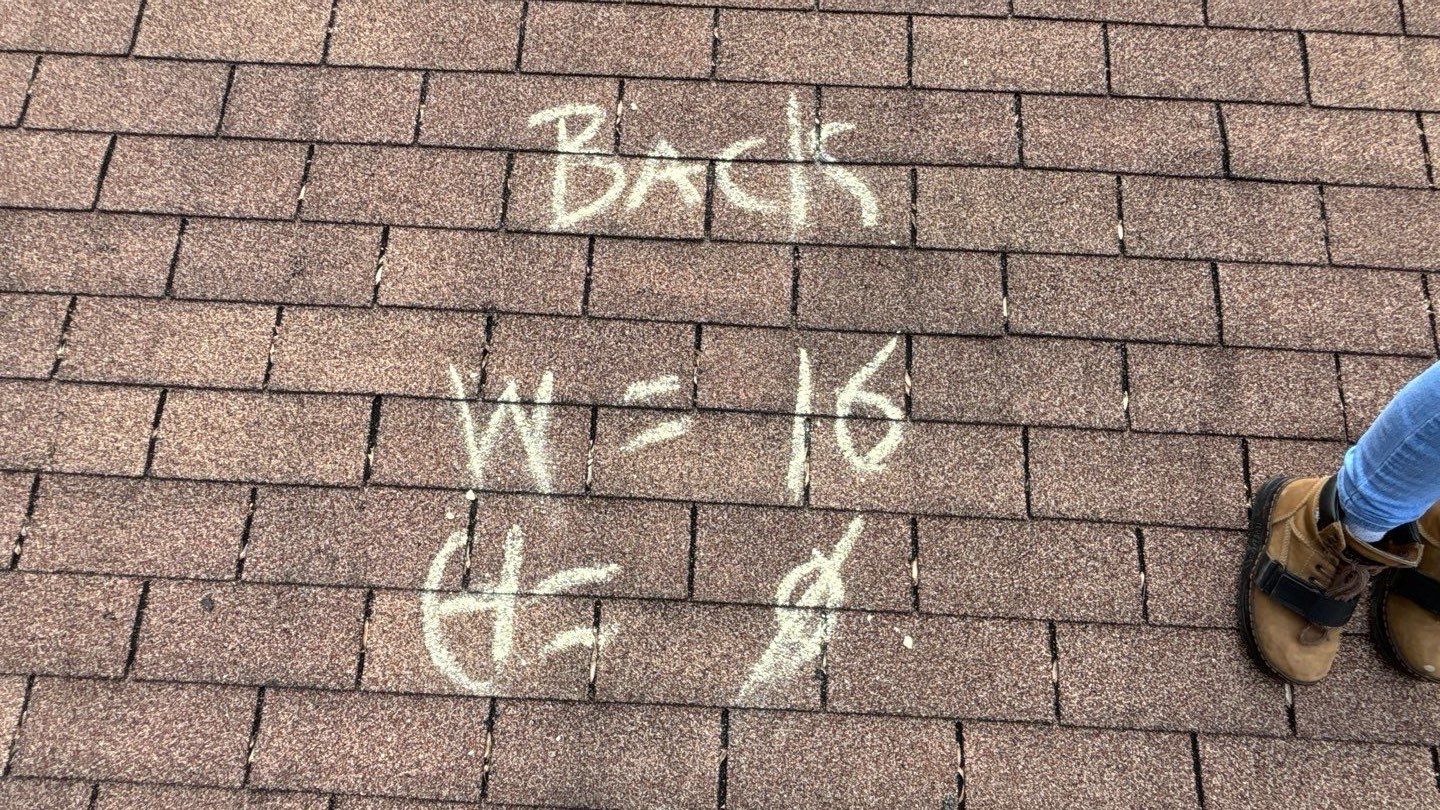 BACK
W = 16
H = Ø